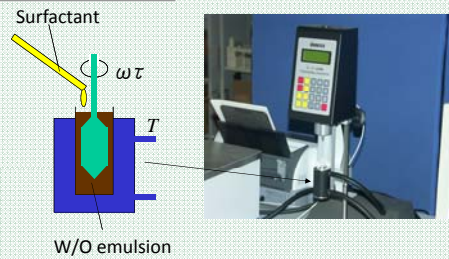 Surfactant
ωτ
T
W/O emulsion